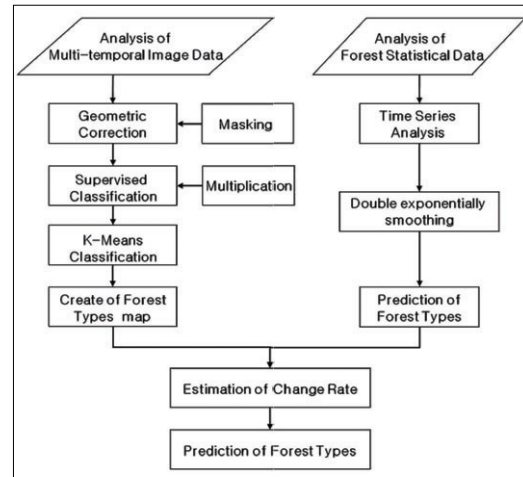 Analysis of
Multi-temporal Image Data
Analysis of
Forest Statistical Data
Geometric
Correction
Masking
Time Series
Analysis
Supervised
Classification
Multiplication
Double exponentially
smoothing
K-Means
Classification
Create of Forest
Types map
Prediction of
Forest Types
Estimation of Change Rate
Prediction of Forest Types